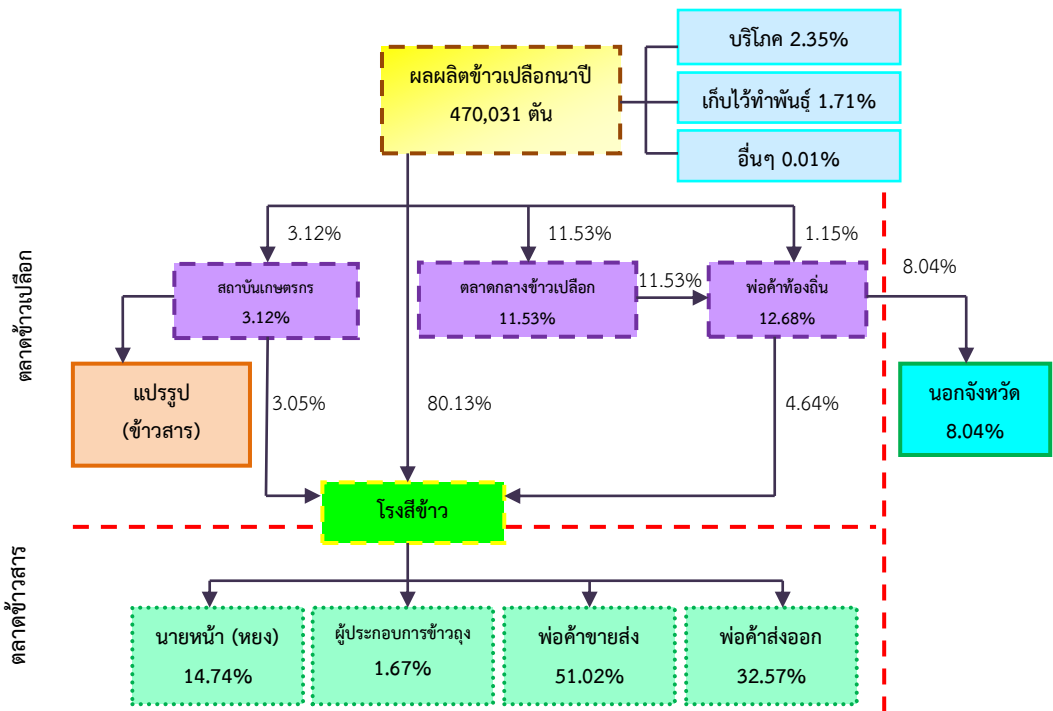 บริโภค 2.35%
ผลผลิตข้าวเปลือกนาปี
470,031 ตัน
เก็บไว้ทำพันธุ์ 1.71%
อื่นๆ 0.01%
ตลาดข้าวเปลือก
3.12%
11.53%
1.15%
8.04%
สถาบันเกษตรกร
3.12%
ตลาดกลางข้าวเปลือก
11.53%
11.53%
พ่อค้าท้องถิ่น
12.68%
แปรรูป
(ข้าวสาร)
3.05%
80.13%
4.64%
นอกจังหวัด
8.04%
โรงสีข้าว
ตลาดข้าวสาร
นายหน้า (หยง)
14.74%
ผู้ประกอบการข้าวถุง
1.67%
พ่อค้าขายส่ง
51.02%
พ่อค้าส่งออก
32.57%